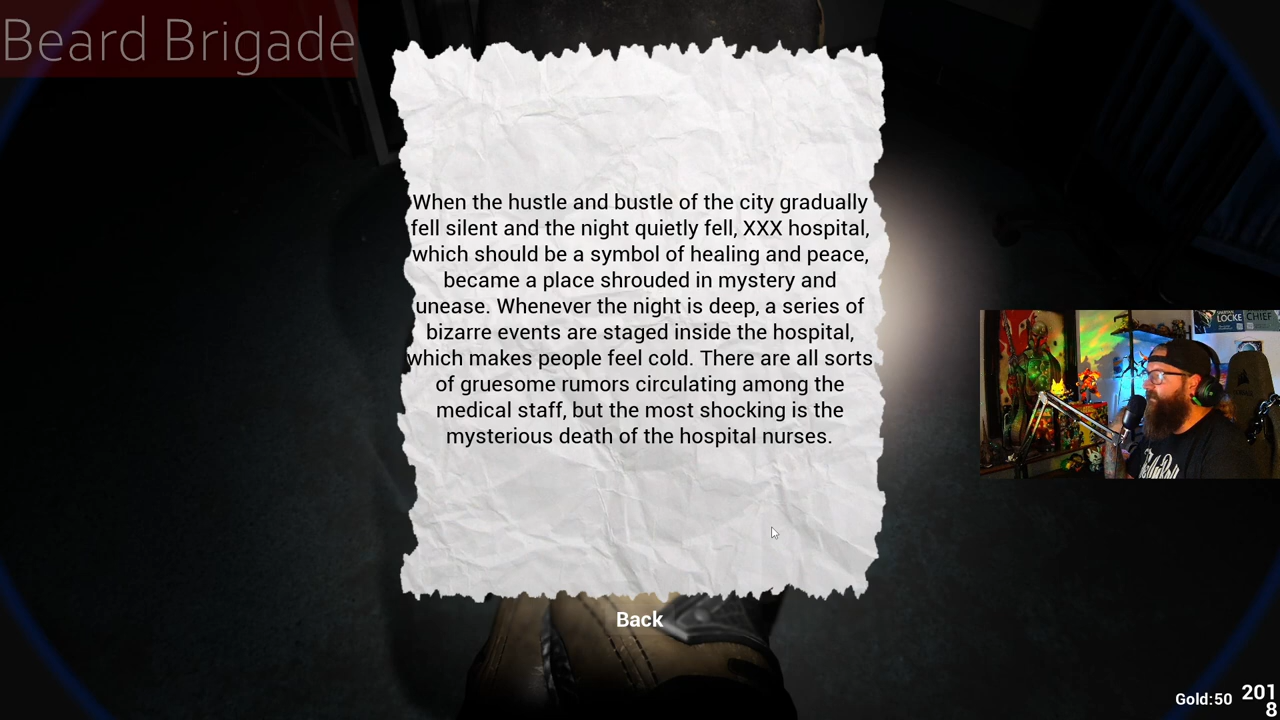 Beard Brigade
When the hustle and bustle of the city gradually
fell silent and the night quietly fell, XXX hospital,
which should be a symbol of healing and peace,
became a place shrouded in mystery and
unease. Whenever the night is deep, a series of
bizarre events are staged inside the hospital,
which makes people feel cold. There are all sorts
of gruesome rumors circulating among the
medical staff, but the most shocking is the
mysterious death of the hospital nurses.
Back
LOCKE
CHIEF
Gold:50
201
8